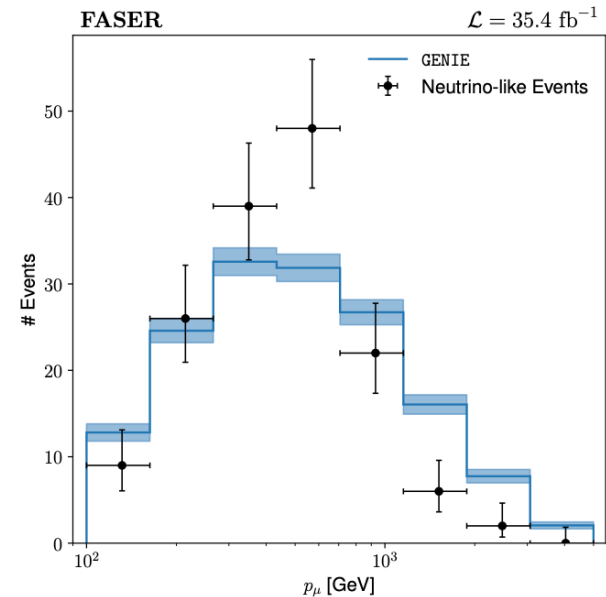 FASER
ℒ = 35.4 fb⁻¹
GENIE
Neutrino-like Events
# Events
50
40
30
20
10
0
10²
10³
pμ [GeV]